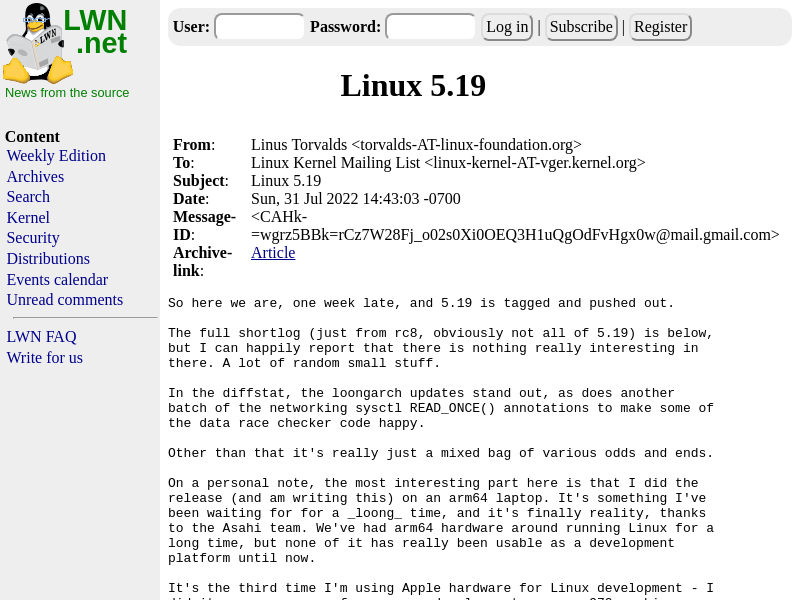 LWN
.net
News from the source
Content
Weekly Edition
Archives
Search
Kernel
Security
Distributions
Events calendar
Unread comments
LWN FAQ
Write for us
User: Password: Log in | Subscribe | Register
Linux 5.19
From: Linus Torvalds <torvalds-AT-linux-foundation.org>
To: Linux Kernel Mailing List <linux-kernel-AT-vger.kernel.org>
Subject: Linux 5.19
Date: Sun, 31 Jul 2022 14:43:03 -0700
Message-ID: <CAHk-
=wgrz5BBk=rCz7W28Fj_o02s0Xi0OEQ3H1uQgOdFvHgx0w@mail.gmail.com>
Archive-link: Article
So here we are, one week late, and 5.19 is tagged and pushed out.
The full shortlog (just from rc8, obviously not all of 5.19) is below,
but I can happily report that there is nothing really interesting in
there. A lot of random small stuff.
In the diffstat, the loongarch updates stand out, as does another
batch of the networking sysctl READ_ONCE() annotations to make some of
the data race checker code happy.
Other than that it's really just a mixed bag of various odds and ends.
On a personal note, the most interesting part here is that I did the
release (and am writing this) on an arm64 laptop. It's something I've
been waiting for for a _loong_ time, and it's finally reality, thanks
to the Asahi team. We've had arm64 hardware around running Linux for a
long time, but none of it has really been usable as a development
platform until now.
It's the third time I'm using Apple hardware for Linux development - I